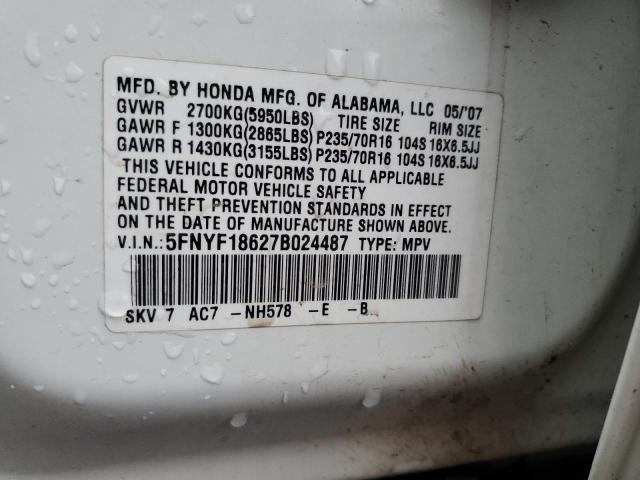 MFD. BY HONDA MFG. OF ALABAMA, LLC 05/'07
GVWR 2700KG(5950LBS) TIRE SIZE RIM SIZE
GAWR F 1300KG(2865LBS) P235/70R16 104S 16X6.5JJ
GAWR R 1430KG(3155LBS) P235/70R16 104S 16X6.5JJ
THIS VEHICLE CONFORMS TO ALL APPLICABLE
FEDERAL MOTOR VEHICLE SAFETY
AND THEFT PREVENTION STANDARDS IN EFFECT
ON THE DATE OF MANUFACTURE SHOWN ABOVE.
V.I.N.:5FNYF18627B024487 TYPE: MPV
SKV 7 AC7 -NH578 -E -B